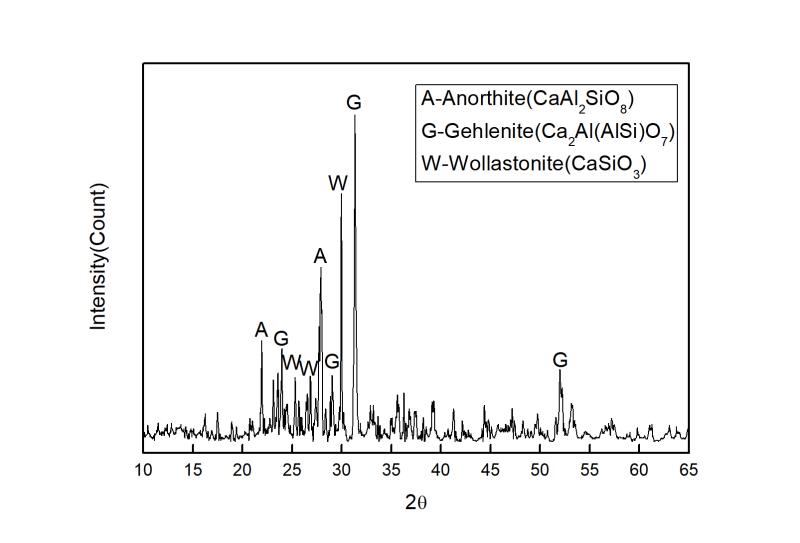 A-Anorthite(CaAl₂SiO₈)
G-Gehlenite(Ca₂Al(AlSi)O₇)
W-Wollastonite(CaSiO₃)
G
W
A
A
G
W
W
G
G
Intensity(Count)
10 15 20 25 30 35 40 45 50 55 60 65
2θ